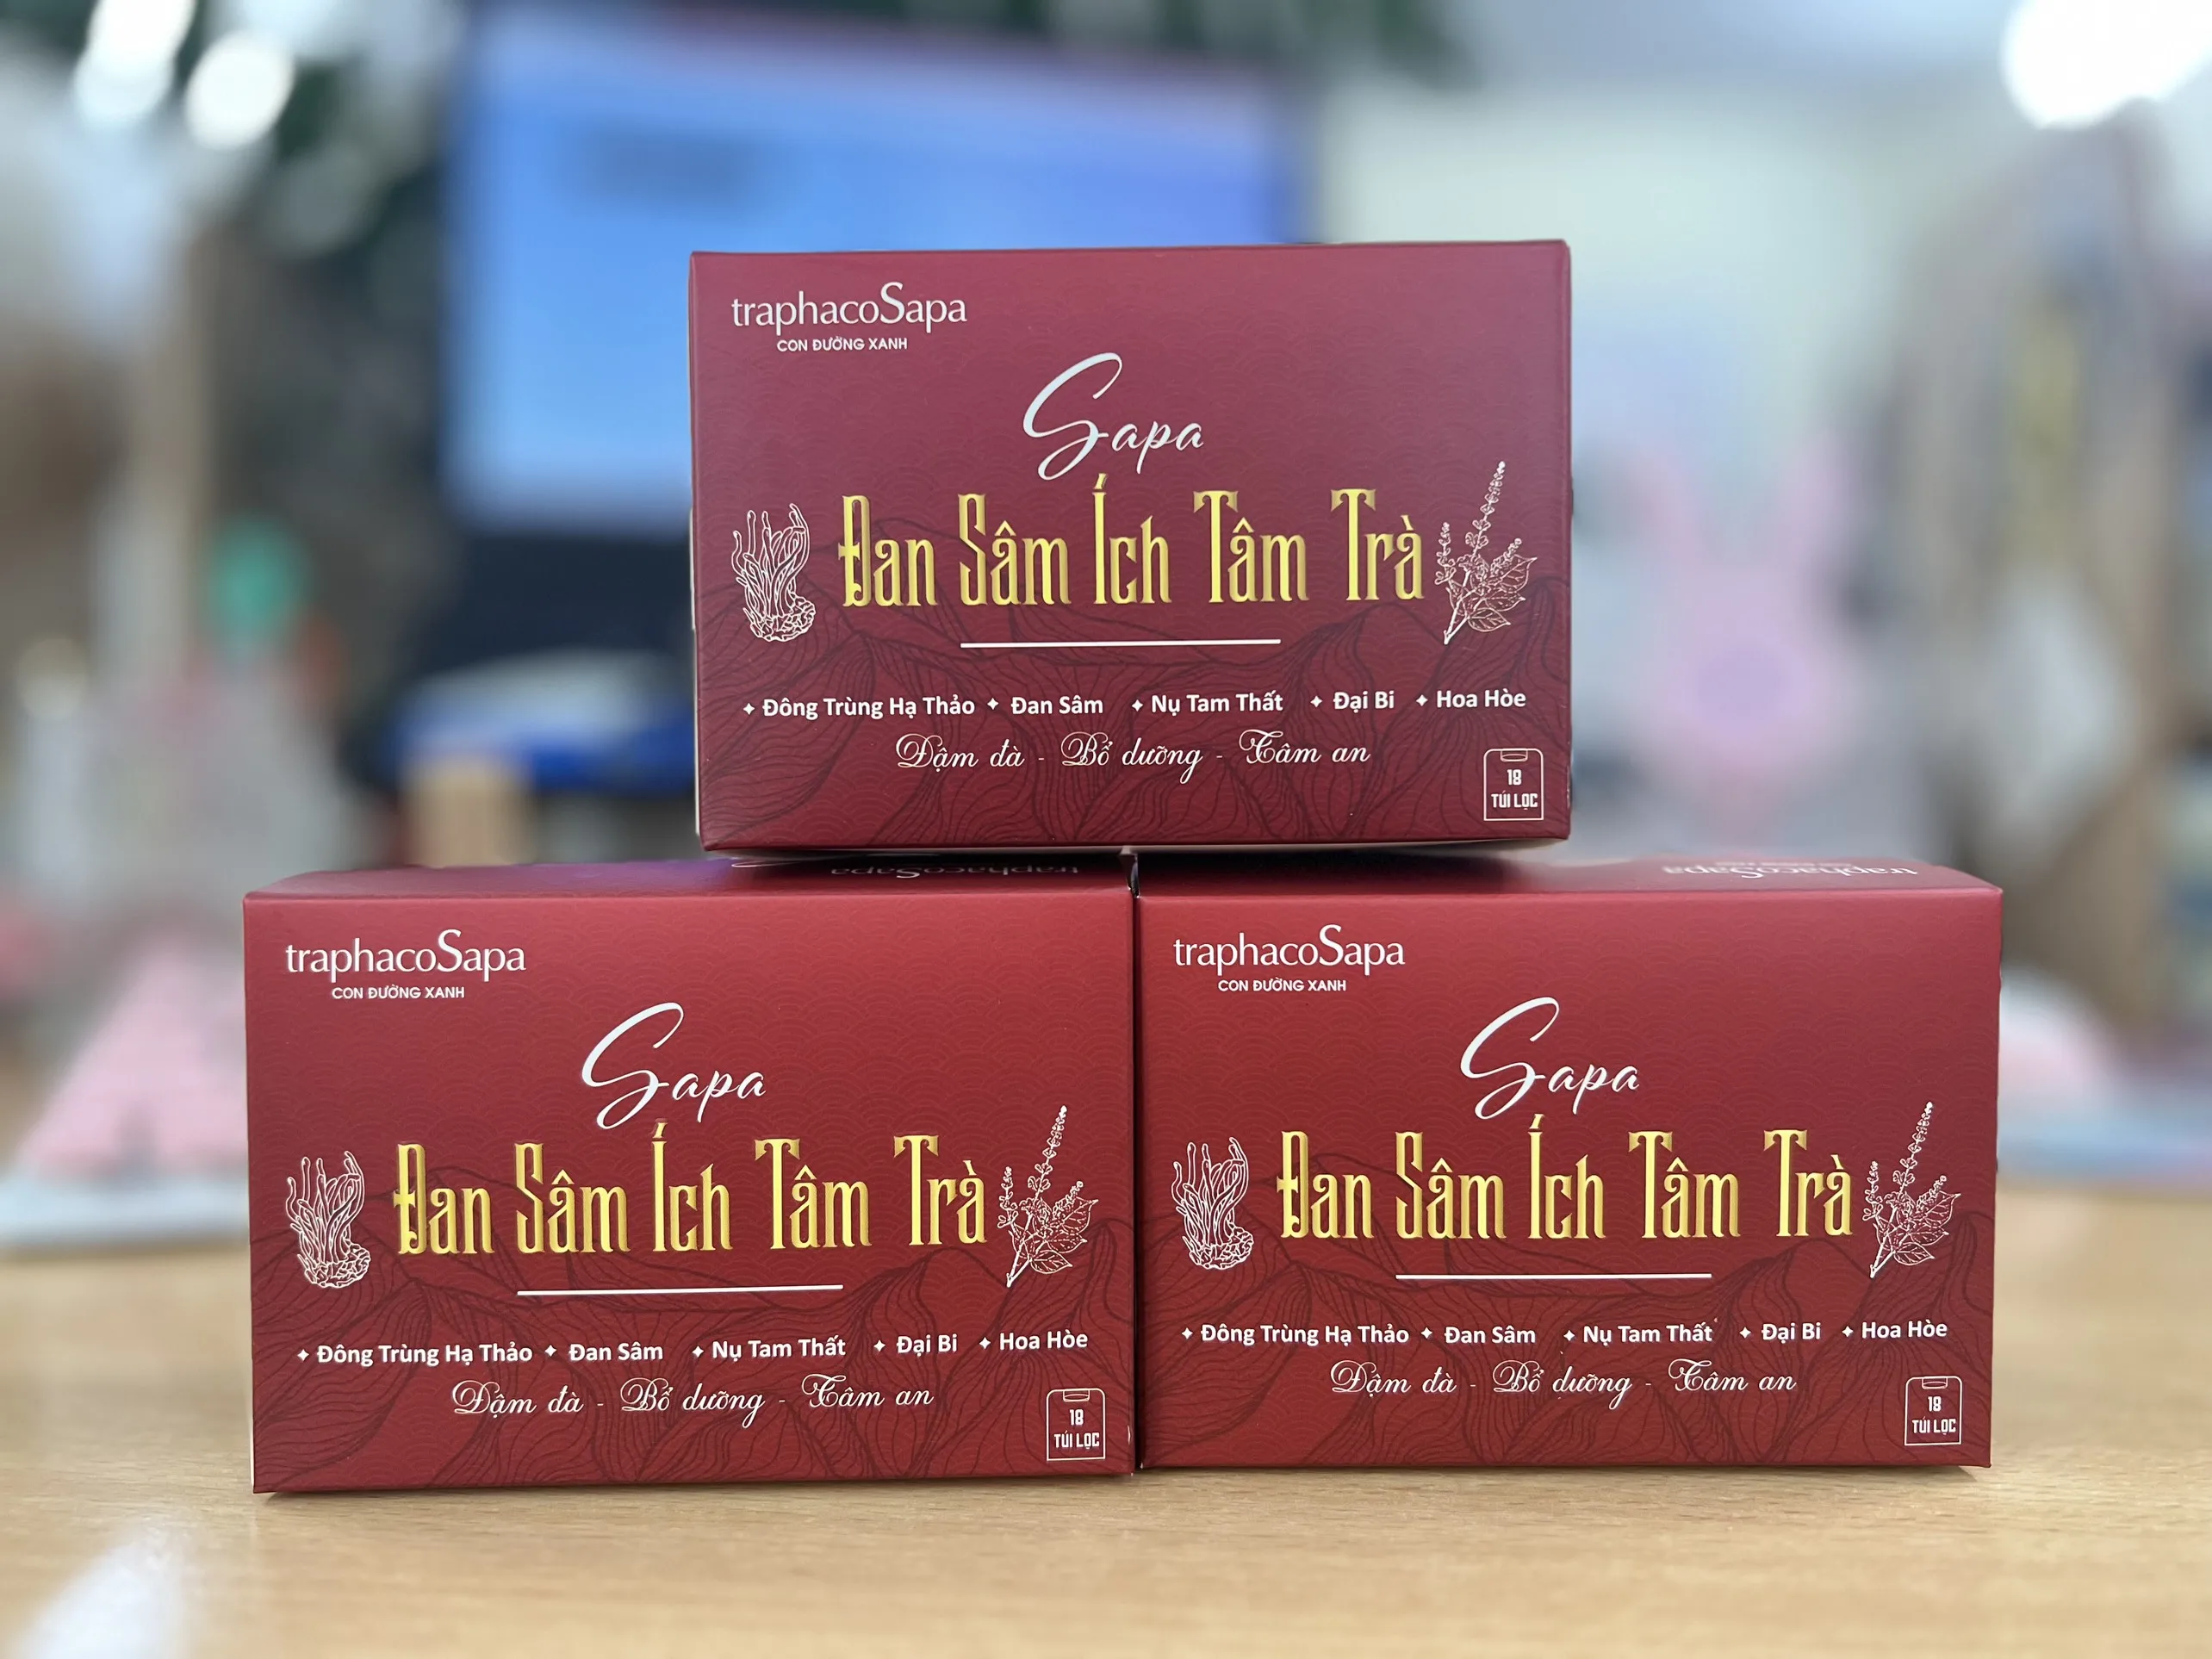 traphacoSapa
CON ĐƯỜNG XANH
Sapa
Đan Sâm Ích Tâm Trà
Đông Trùng Hạ Thảo Đan Sâm Nụ Tam Thất Đại Bi Hoa Hòe
Đậm đà - Bổ dưỡng - Tâm an
18
TÚI LỌC
traphacoSapa
traphacoSapa
traphacoSapa
CON ĐƯỜNG XANH
Sapa
Đan Sâm Ích Tâm Trà
Đông Trùng Hạ Thảo Đan Sâm Nụ Tam Thất Đại Bi Hoa Hòe
Đậm đà - Bổ dưỡng - Tâm an
18
TÚI LỌC
traphacoSapa
CON ĐƯỜNG XANH
Sapa
Đan Sâm Ích Tâm Trà
Đông Trùng Hạ Thảo Đan Sâm Nụ Tam Thất Đại Bi Hoa Hòe
Đậm đà - Bổ dưỡng - Tâm an
18
TÚI LỌC